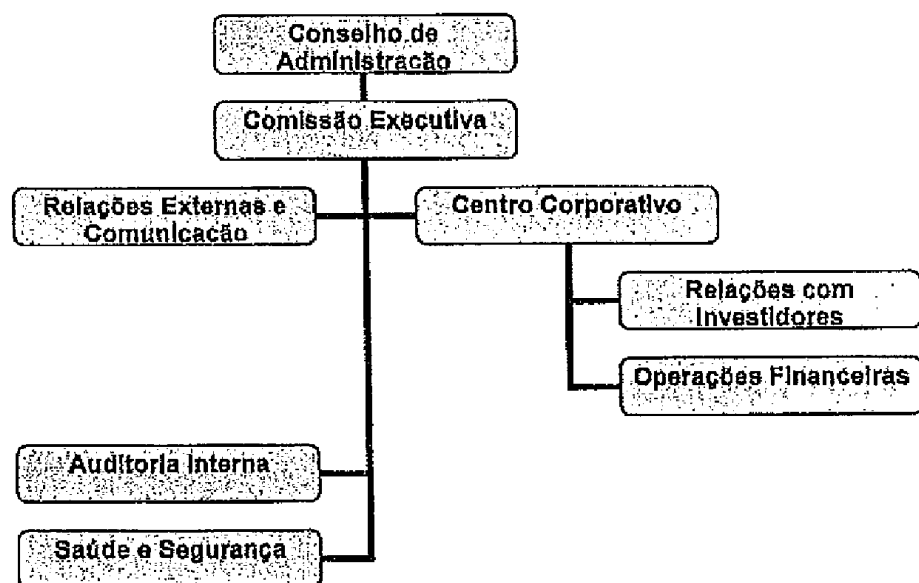 Conselho de
Administração
Comissão Executiva
Relações Externas e
Comunicação
Centro Corporativo
Relações com
Investidores
Operações Financeiras
Auditoria Interna
Saúde e Segurança